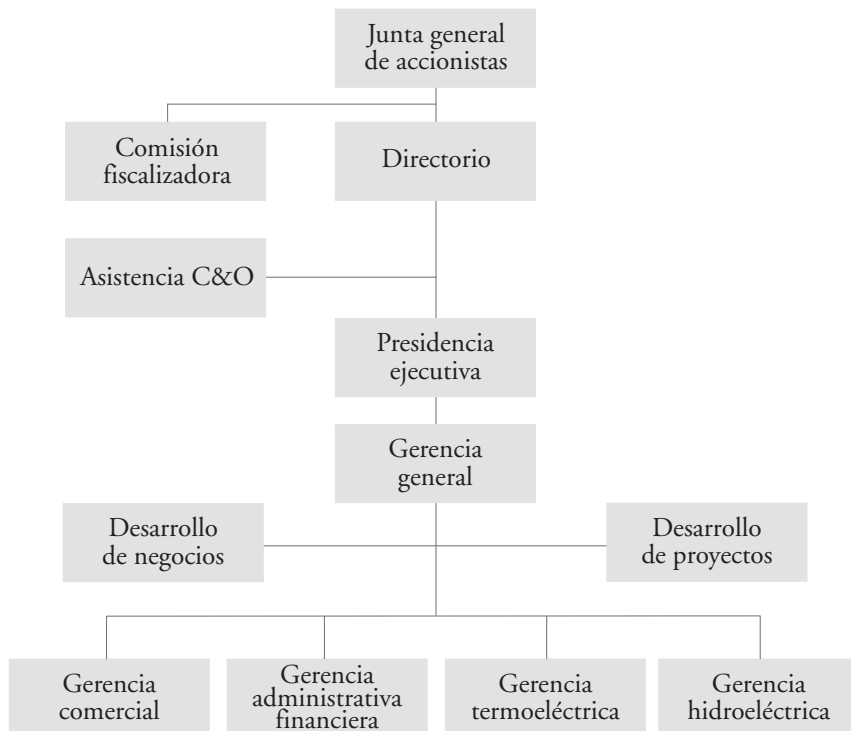 Junta general
de accionistas
Comisión
fiscalizadora
Directorio
Asistencia C&O
Presidencia
ejecutiva
Gerencia
general
Desarrollo
de negocios
Desarrollo
de proyectos
Gerencia
comercial
Gerencia
administrativa
financiera
Gerencia
termoeléctrica
Gerencia
hidroeléctrica